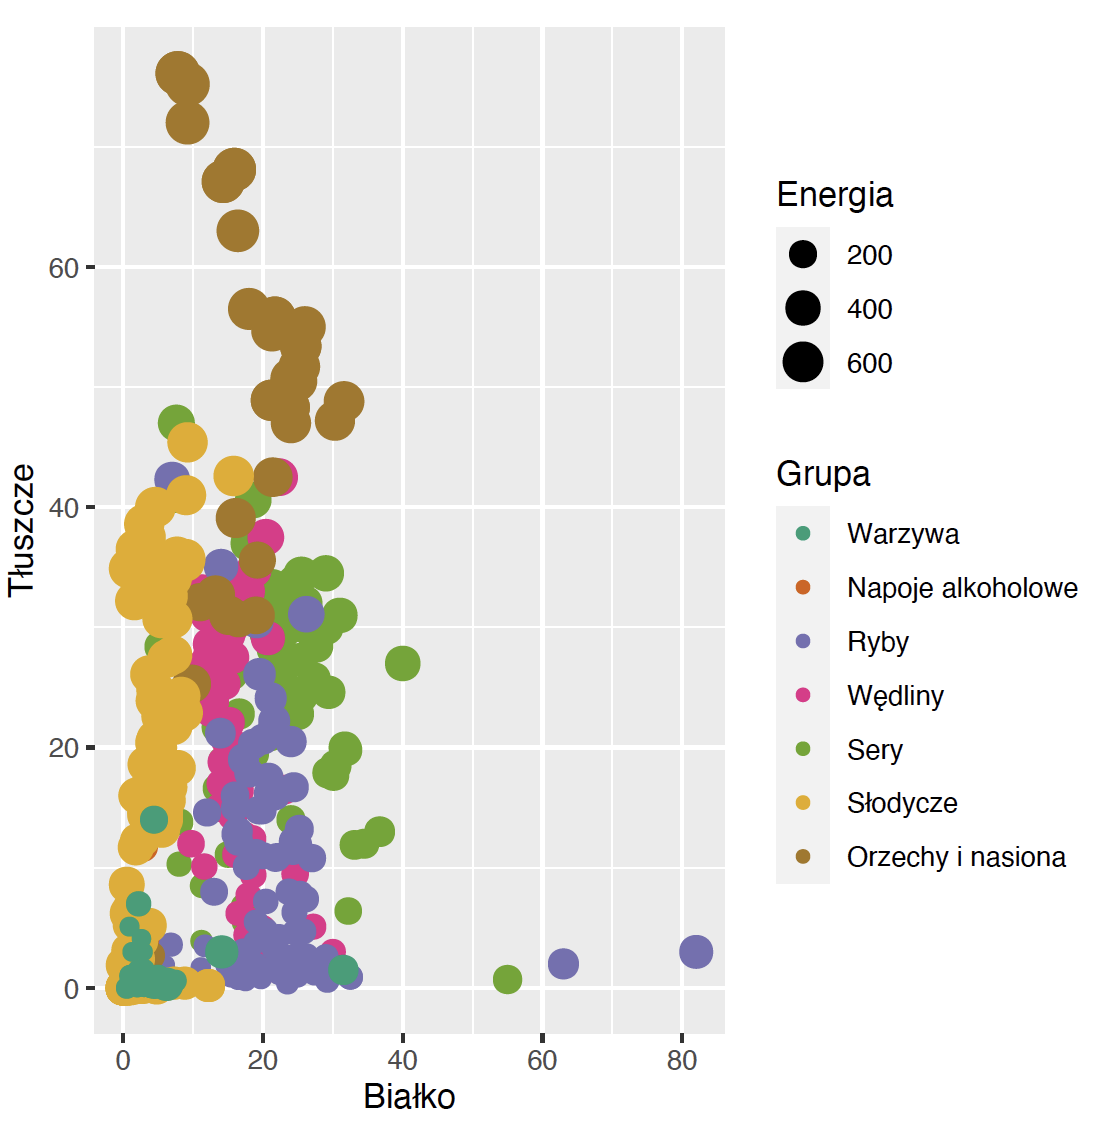 Tłuszcze
60
40
20
0
0 20 40 60 80
Białko
Energia
200
400
600
Grupa
Warzywa
Napoje alkoholowe
Ryby
Wędliny
Sery
Słodycze
Orzechy i nasiona